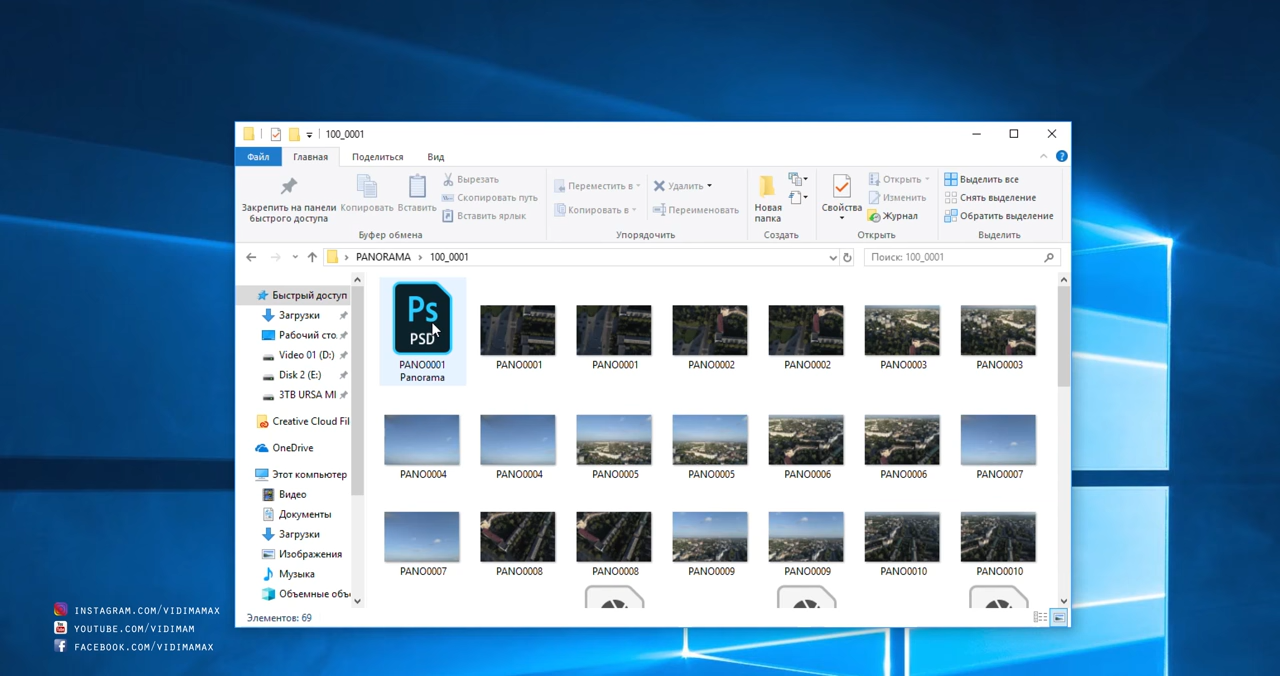 100_0001
Файл Главная Поделиться Вид
Закрепить на панели
быстрого доступа
Копировать
Вставить
Вырезать
Скопировать путь
Вставить ярлык
Буфер обмена
Переместить в
Копировать в
Удалить
Переименовать
Упорядочить
Новая
папка
Создать
Свойства
Открыть
Изменить
Журнал
Открыть
Выделить все
Снять выделение
Обратить выделение
Выделить
PANORAMA › 100_0001
Поиск: 100_0001
Быстрый доступ
Загрузки
Рабочий сто
Video 01 (D:)
Disk 2 (E:)
3TB URSA MI
Creative Cloud Fil
OneDrive
Этот компьютер
Видео
Документы
Загрузки
Изображения
Музыка
Объемные объ
Ps
PSD
PANO0001
Panorama
PANO0001 PANO0001 PANO0002 PANO0002 PANO0003 PANO0003
PANO0004 PANO0004 PANO0005 PANO0005 PANO0006 PANO0006 PANO0007
PANO0007 PANO0008 PANO0008 PANO0009 PANO0009 PANO0010 PANO0010
Элементов: 69
INSTAGRAM.COM/VIDIMAMAX
YOUTUBE.COM/VIDIMAM
FACEBOOK.COM/VIDIMAMAX